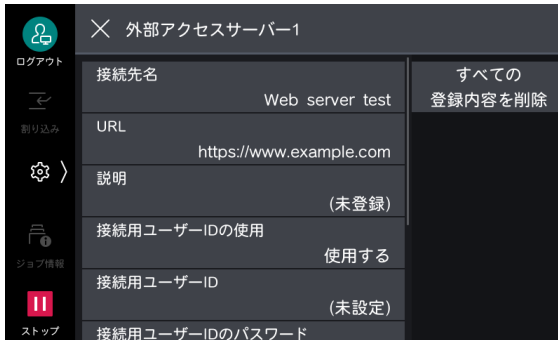 外部アクセスサーバー1
ログアウト
割り込み
ジョブ情報
ストップ
接続先名
Web server test
URL
https://www.example.com
説明
(未登録)
接続用ユーザーIDの使用
使用する
接続用ユーザーID
(未設定)
接続用ユーザーIDのパスワード
すべての
登録内容を削除